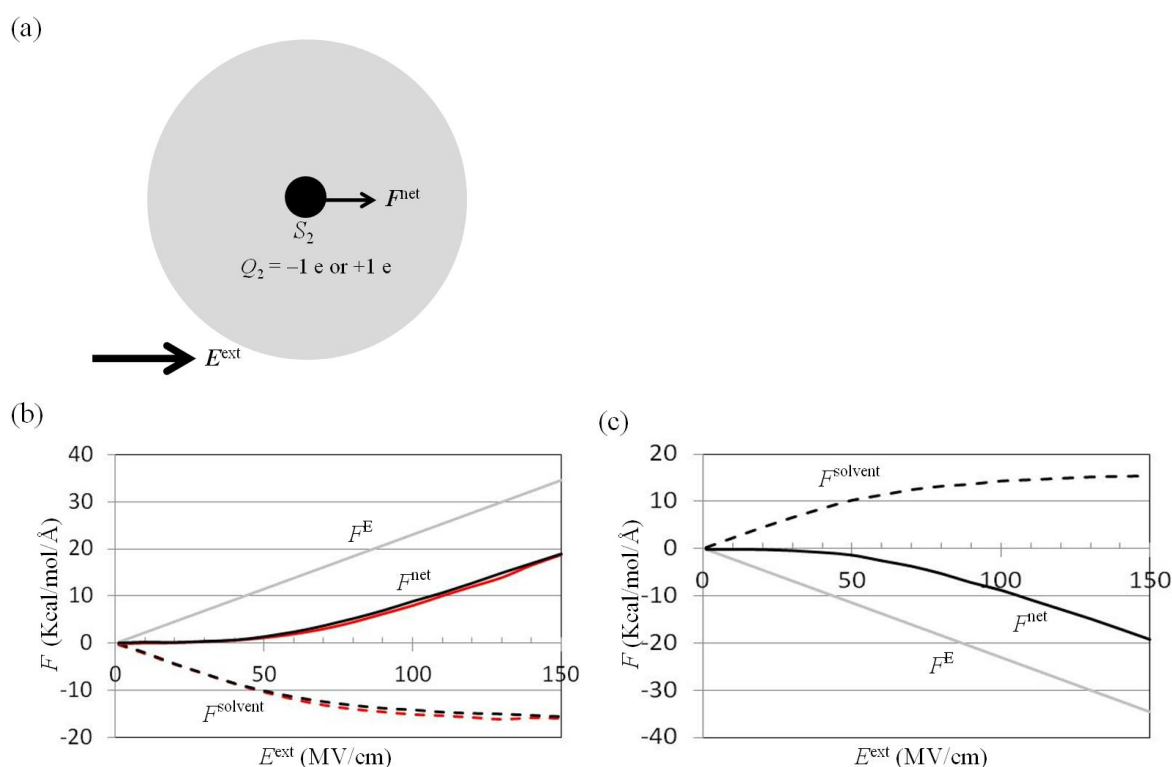 (a)
F^net
S₂
Q₂ = –1 e or +1 e
E^ext
(b)
40
30
20
10
0
-10
-20
0 50 100 150
F (Kcal/mol/Å)
F^E
F^net
F^solvent
E^ext (MV/cm)
(c)
20
10
0
-10
-20
-30
-40
0 50 100 150
F (Kcal/mol/Å)
F^solvent
F^net
F^E
E^ext (MV/cm)